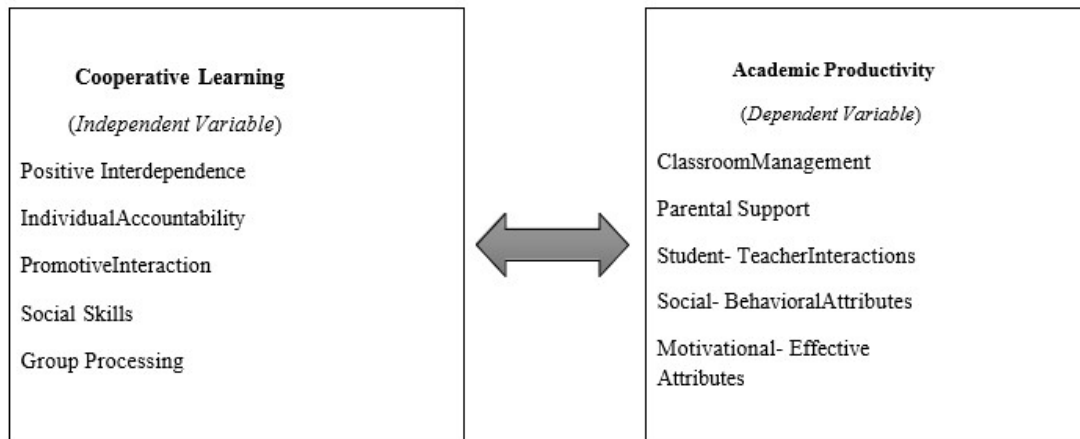 Cooperative Learning
(Independent Variable)
Positive Interdependence
IndividualAccountability
PromotiveInteraction
Social Skills
Group Processing
Academic Productivity
(Dependent Variable)
ClassroomManagement
Parental Support
Student- TeacherInteractions
Social- BehavioralAttributes
Motivational- Effective
Attributes